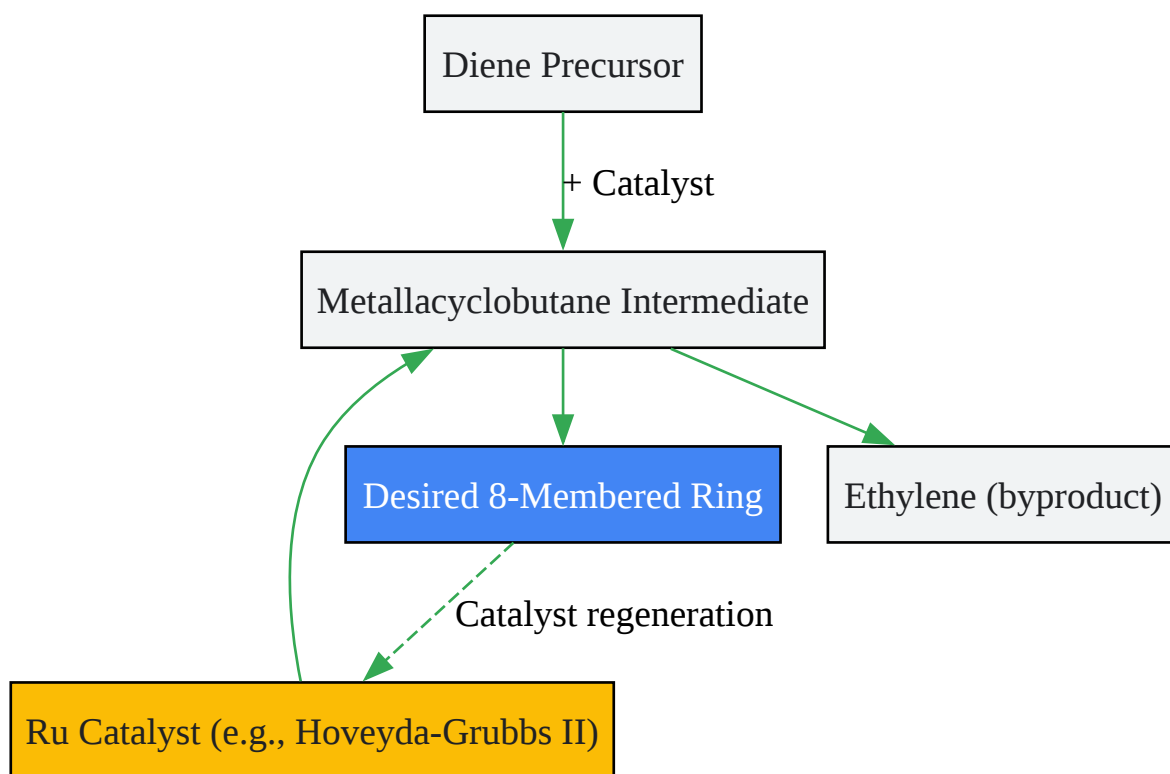 Diene Precursor
+ Catalyst
Metallacyclobutane Intermediate
Desired 8-Membered Ring
Ethylene (byproduct)
Catalyst regeneration
Ru Catalyst (e.g., Hoveyda-Grubbs II)